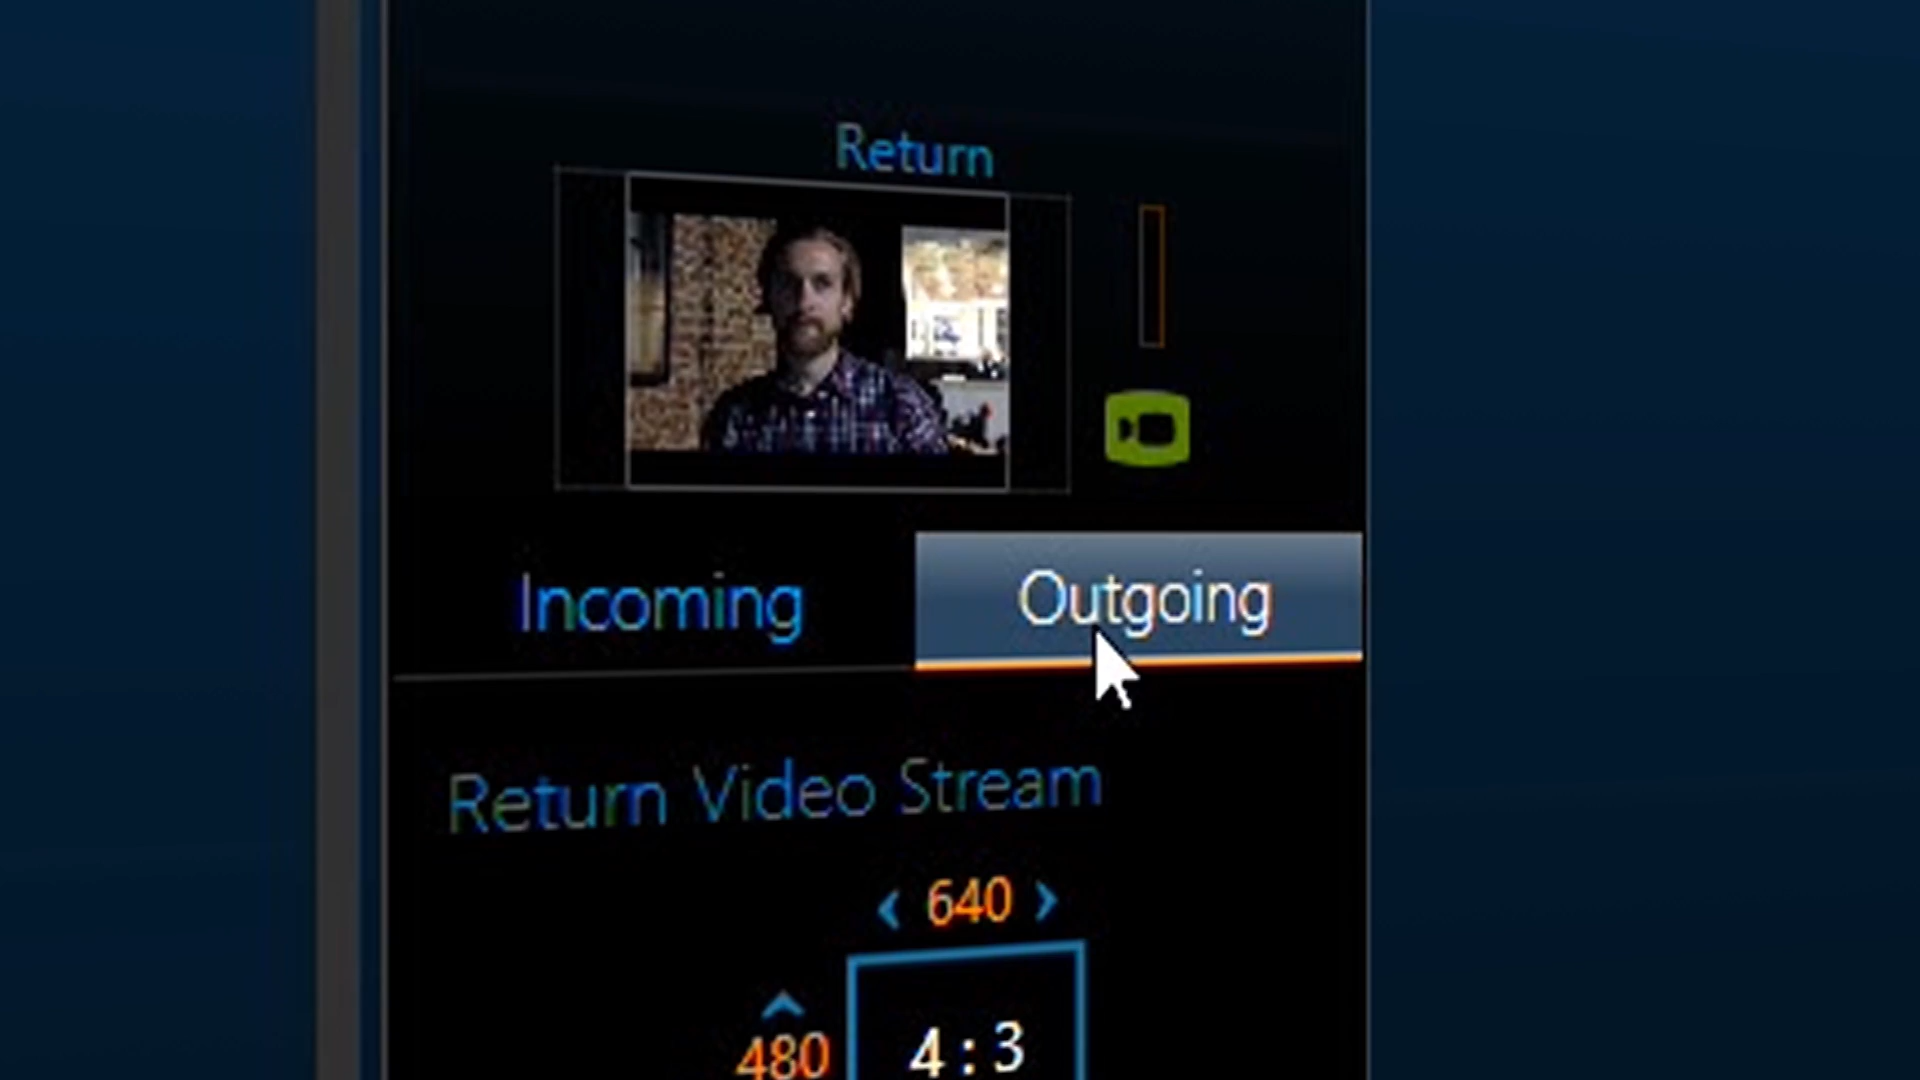 Return
Incoming
Outgoing
Return Video Stream
640
480
4 : 3